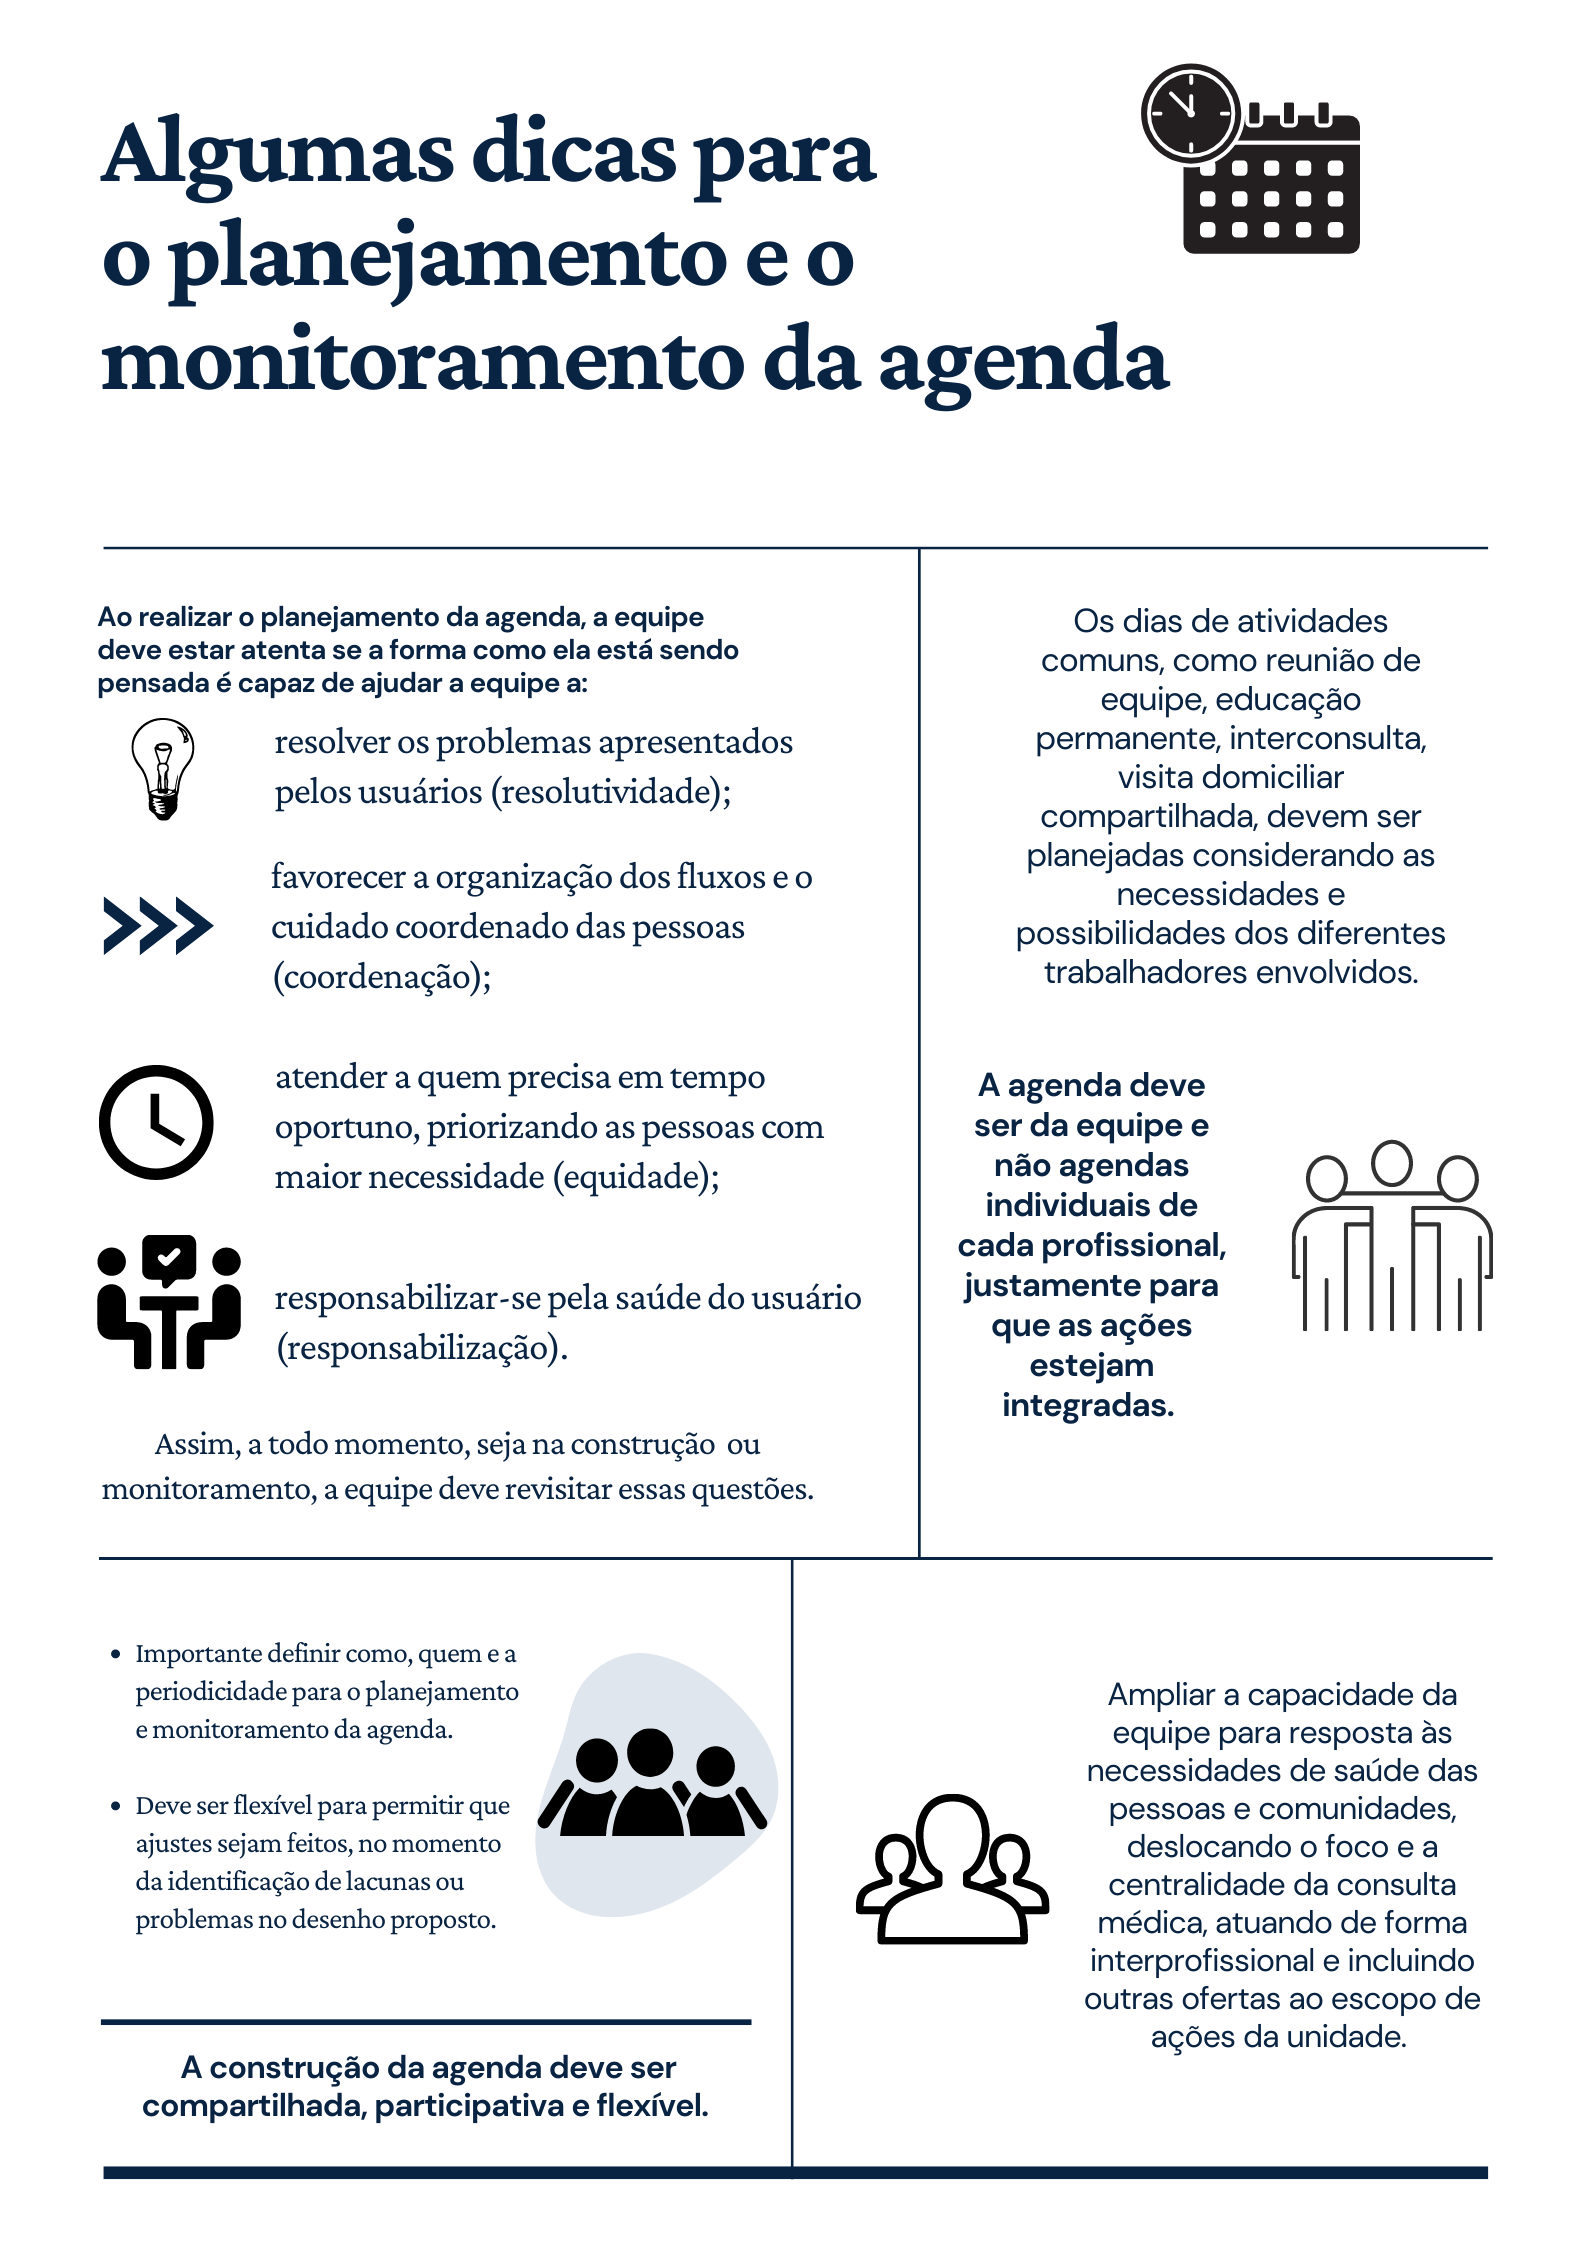 Algumas dicas para
o planejamento e o
monitoramento da agenda
Ao realizar o planejamento da agenda, a equipe
deve estar atenta se a forma como ela está sendo
pensada é capaz de ajudar a equipe a:
resolver os problemas apresentados
pelos usuários (resolutividade);
favorecer a organização dos fluxos e o
cuidado coordenado das pessoas
(coordenação);
atender a quem precisa em tempo
oportuno, priorizando as pessoas com
maior necessidade (equidade);
responsabilizar-se pela saúde do usuário
(responsabilização).
Assim, a todo momento, seja na construção ou
monitoramento, a equipe deve revisitar essas questões.
Os dias de atividades
comuns, como reunião de
equipe, educação
permanente, interconsulta,
visita domiciliar
compartilhada, devem ser
planejadas considerando as
necessidades e
possibilidades dos diferentes
trabalhadores envolvidos.
A agenda deve
ser da equipe e
não agendas
individuais de
cada profissional,
justamente para
que as ações
estejam
integradas.
• Importante definir como, quem e a
periodicidade para o planejamento
e monitoramento da agenda.
• Deve ser flexível para permitir que
ajustes sejam feitos, no momento
da identificação de lacunas ou
problemas no desenho proposto.
A construção da agenda deve ser
compartilhada, participativa e flexível.
Ampliar a capacidade da
equipe para resposta às
necessidades de saúde das
pessoas e comunidades,
deslocando o foco e a
centralidade da consulta
médica, atuando de forma
interprofissional e incluindo
outras ofertas ao escopo de
ações da unidade.